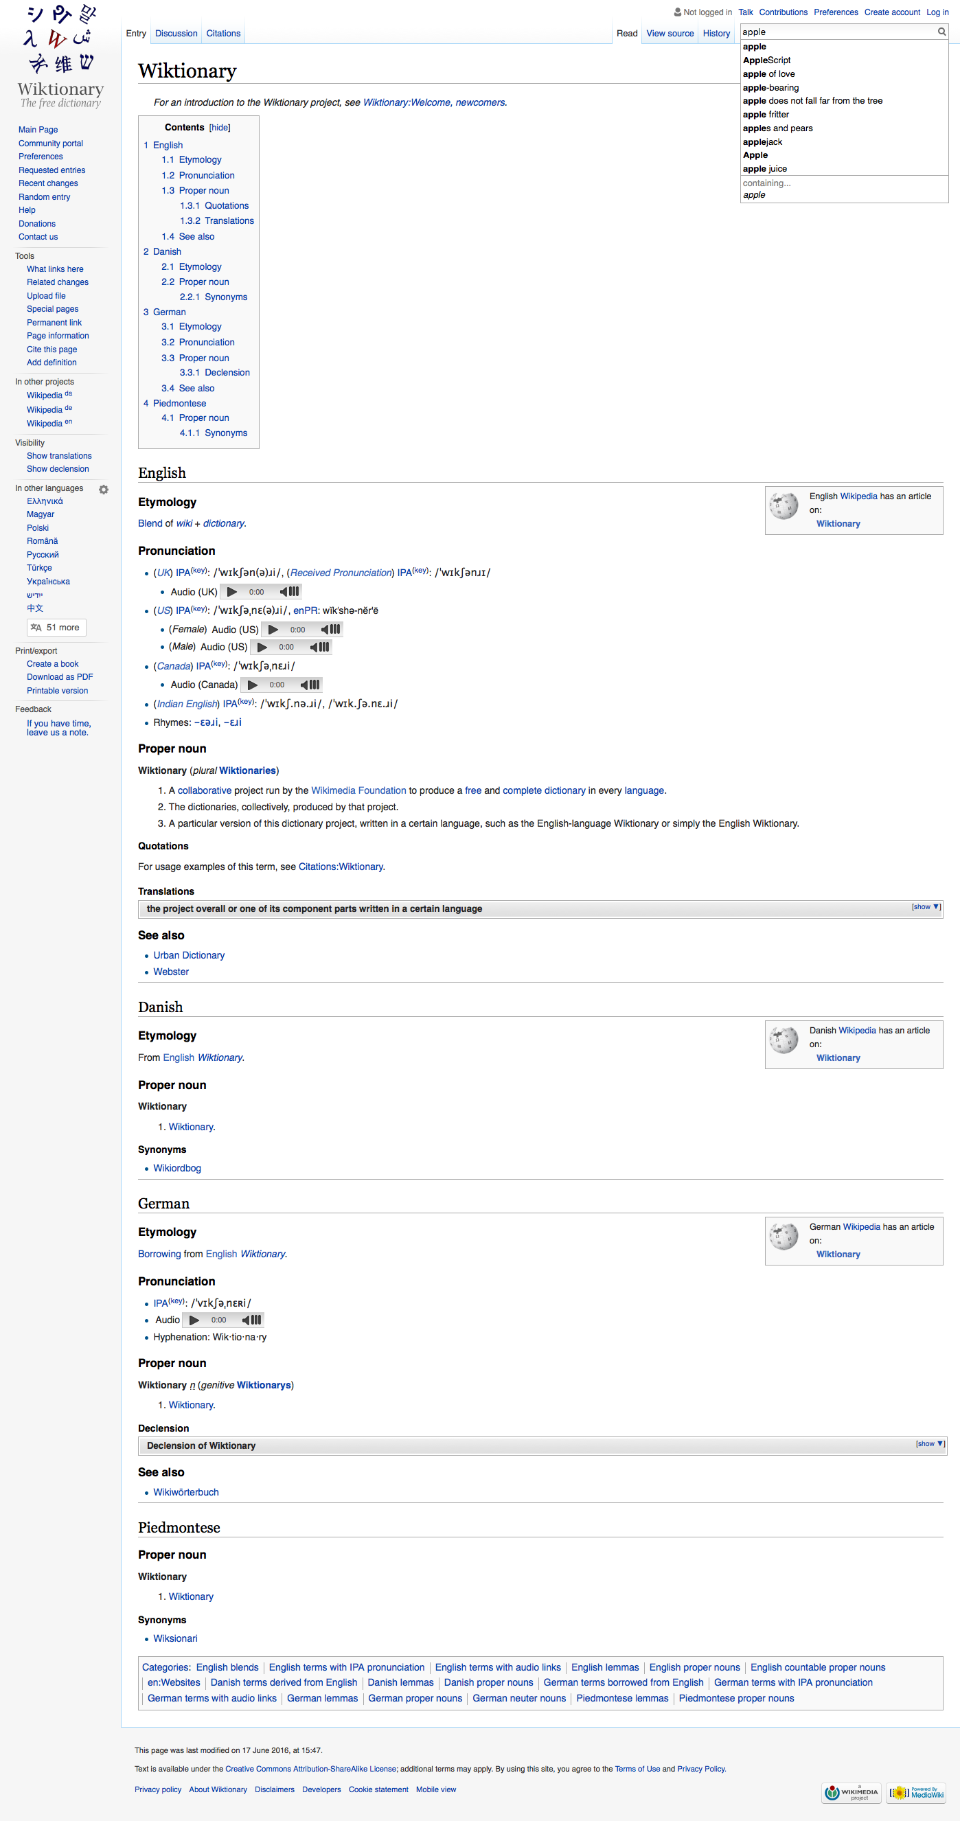 Not logged in Talk Contributions Preferences Create account Log in
Entry Discussion Citations Read View source History apple
apple
AppleScript
apple of love
apple-bearing
apple does not fall far from the tree
apple fritter
apples and pears
applejack
Apple
apple juice
containing...
apple
Wiktionary
The free dictionary
Main Page
Community portal
Preferences
Requested entries
Recent changes
Random entry
Help
Donations
Contact us
Tools
What links here
Related changes
Upload file
Special pages
Permanent link
Page information
Cite this page
Add definition
In other projects
Wikipedia de
Wikipedia de
Wikipedia en
Visibility
Show translations
Show declension
In other languages
Ελληνικά
Magyar
Polski
Română
Русский
Türkçe
Українська
ייִדיש
中文
51 more
Print/export
Create a book
Download as PDF
Printable version
Feedback
If you have time,
leave us a note.
Wiktionary
For an introduction to the Wiktionary project, see Wiktionary:Welcome, newcomers.
Contents [hide]
1 English
1.1 Etymology
1.2 Pronunciation
1.3 Proper noun
1.3.1 Quotations
1.3.2 Translations
1.4 See also
2 Danish
2.1 Etymology
2.2 Proper noun
2.2.1 Synonyms
3 German
3.1 Etymology
3.2 Pronunciation
3.3 Proper noun
3.3.1 Declension
3.4 See also
4 Piedmontese
4.1 Proper noun
4.1.1 Synonyms
English
English Wikipedia has an article
on:
Wiktionary
Etymology
Blend of wiki + dictionary.
Pronunciation
(UK) IPA(key): /ˈwɪkʃən(ə)ɹi/, (Received Pronunciation) IPA(key): /ˈwɪkʃənɹɪ/
Audio (UK) 0:00
(US) IPA(key): /ˈwɪkʃəˌnɛ(ə)ɹi/, enPR: wĭk'shə-nĕr'ē
(Female) Audio (US) 0:00
(Male) Audio (US) 0:00
(Canada) IPA(key): /ˈwɪkʃəˌnɛɹi/
Audio (Canada) 0:00
(Indian English) IPA(key): /ˈwɪkʃ.nə.ɹi/, /ˈwɪk.ʃə.nɛ.ɹi/
Rhymes: -ɛəɹi, -ɛɹi
Proper noun
Wiktionary (plural Wiktionaries)
1. A collaborative project run by the Wikimedia Foundation to produce a free and complete dictionary in every language.
2. The dictionaries, collectively, produced by that project.
3. A particular version of this dictionary project, written in a certain language, such as the English-language Wiktionary or simply the English Wiktionary.
Quotations
For usage examples of this term, see Citations:Wiktionary.
Translations
the project overall or one of its component parts written in a certain language [show ▼]
See also
Urban Dictionary
Webster
Danish
Danish Wikipedia has an article
on:
Wiktionary
Etymology
From English Wiktionary.
Proper noun
Wiktionary
1. Wiktionary.
Synonyms
Wikiordbog
German
German Wikipedia has an article
on:
Wiktionary
Etymology
Borrowing from English Wiktionary.
Pronunciation
IPA(key): /ˈvɪkʃəˌnɛʀi/
Audio 0:00
Hyphenation: Wik·tio·na·ry
Proper noun
Wiktionary n (genitive Wiktionarys)
1. Wiktionary.
Declension
Declension of Wiktionary [show ▼]
See also
Wikiwörterbuch
Piedmontese
Proper noun
Wiktionary
1. Wiktionary
Synonyms
Wiksionari
Categories: English blends | English terms with IPA pronunciation | English terms with audio links | English lemmas | English proper nouns | English countable proper nouns
| en:Websites | Danish terms derived from English | Danish lemmas | Danish proper nouns | German terms borrowed from English | German terms with IPA pronunciation
| German terms with audio links | German lemmas | German proper nouns | German neuter nouns | Piedmontese lemmas | Piedmontese proper nouns
This page was last modified on 17 June 2016, at 15:47.
Text is available under the Creative Commons Attribution-ShareAlike License; additional terms may apply. By using this site, you agree to the Terms of Use and Privacy Policy.
Privacy policy About Wiktionary Disclaimers Developers Cookie statement Mobile view
A WIKIMEDIA project
Powered By MediaWiki